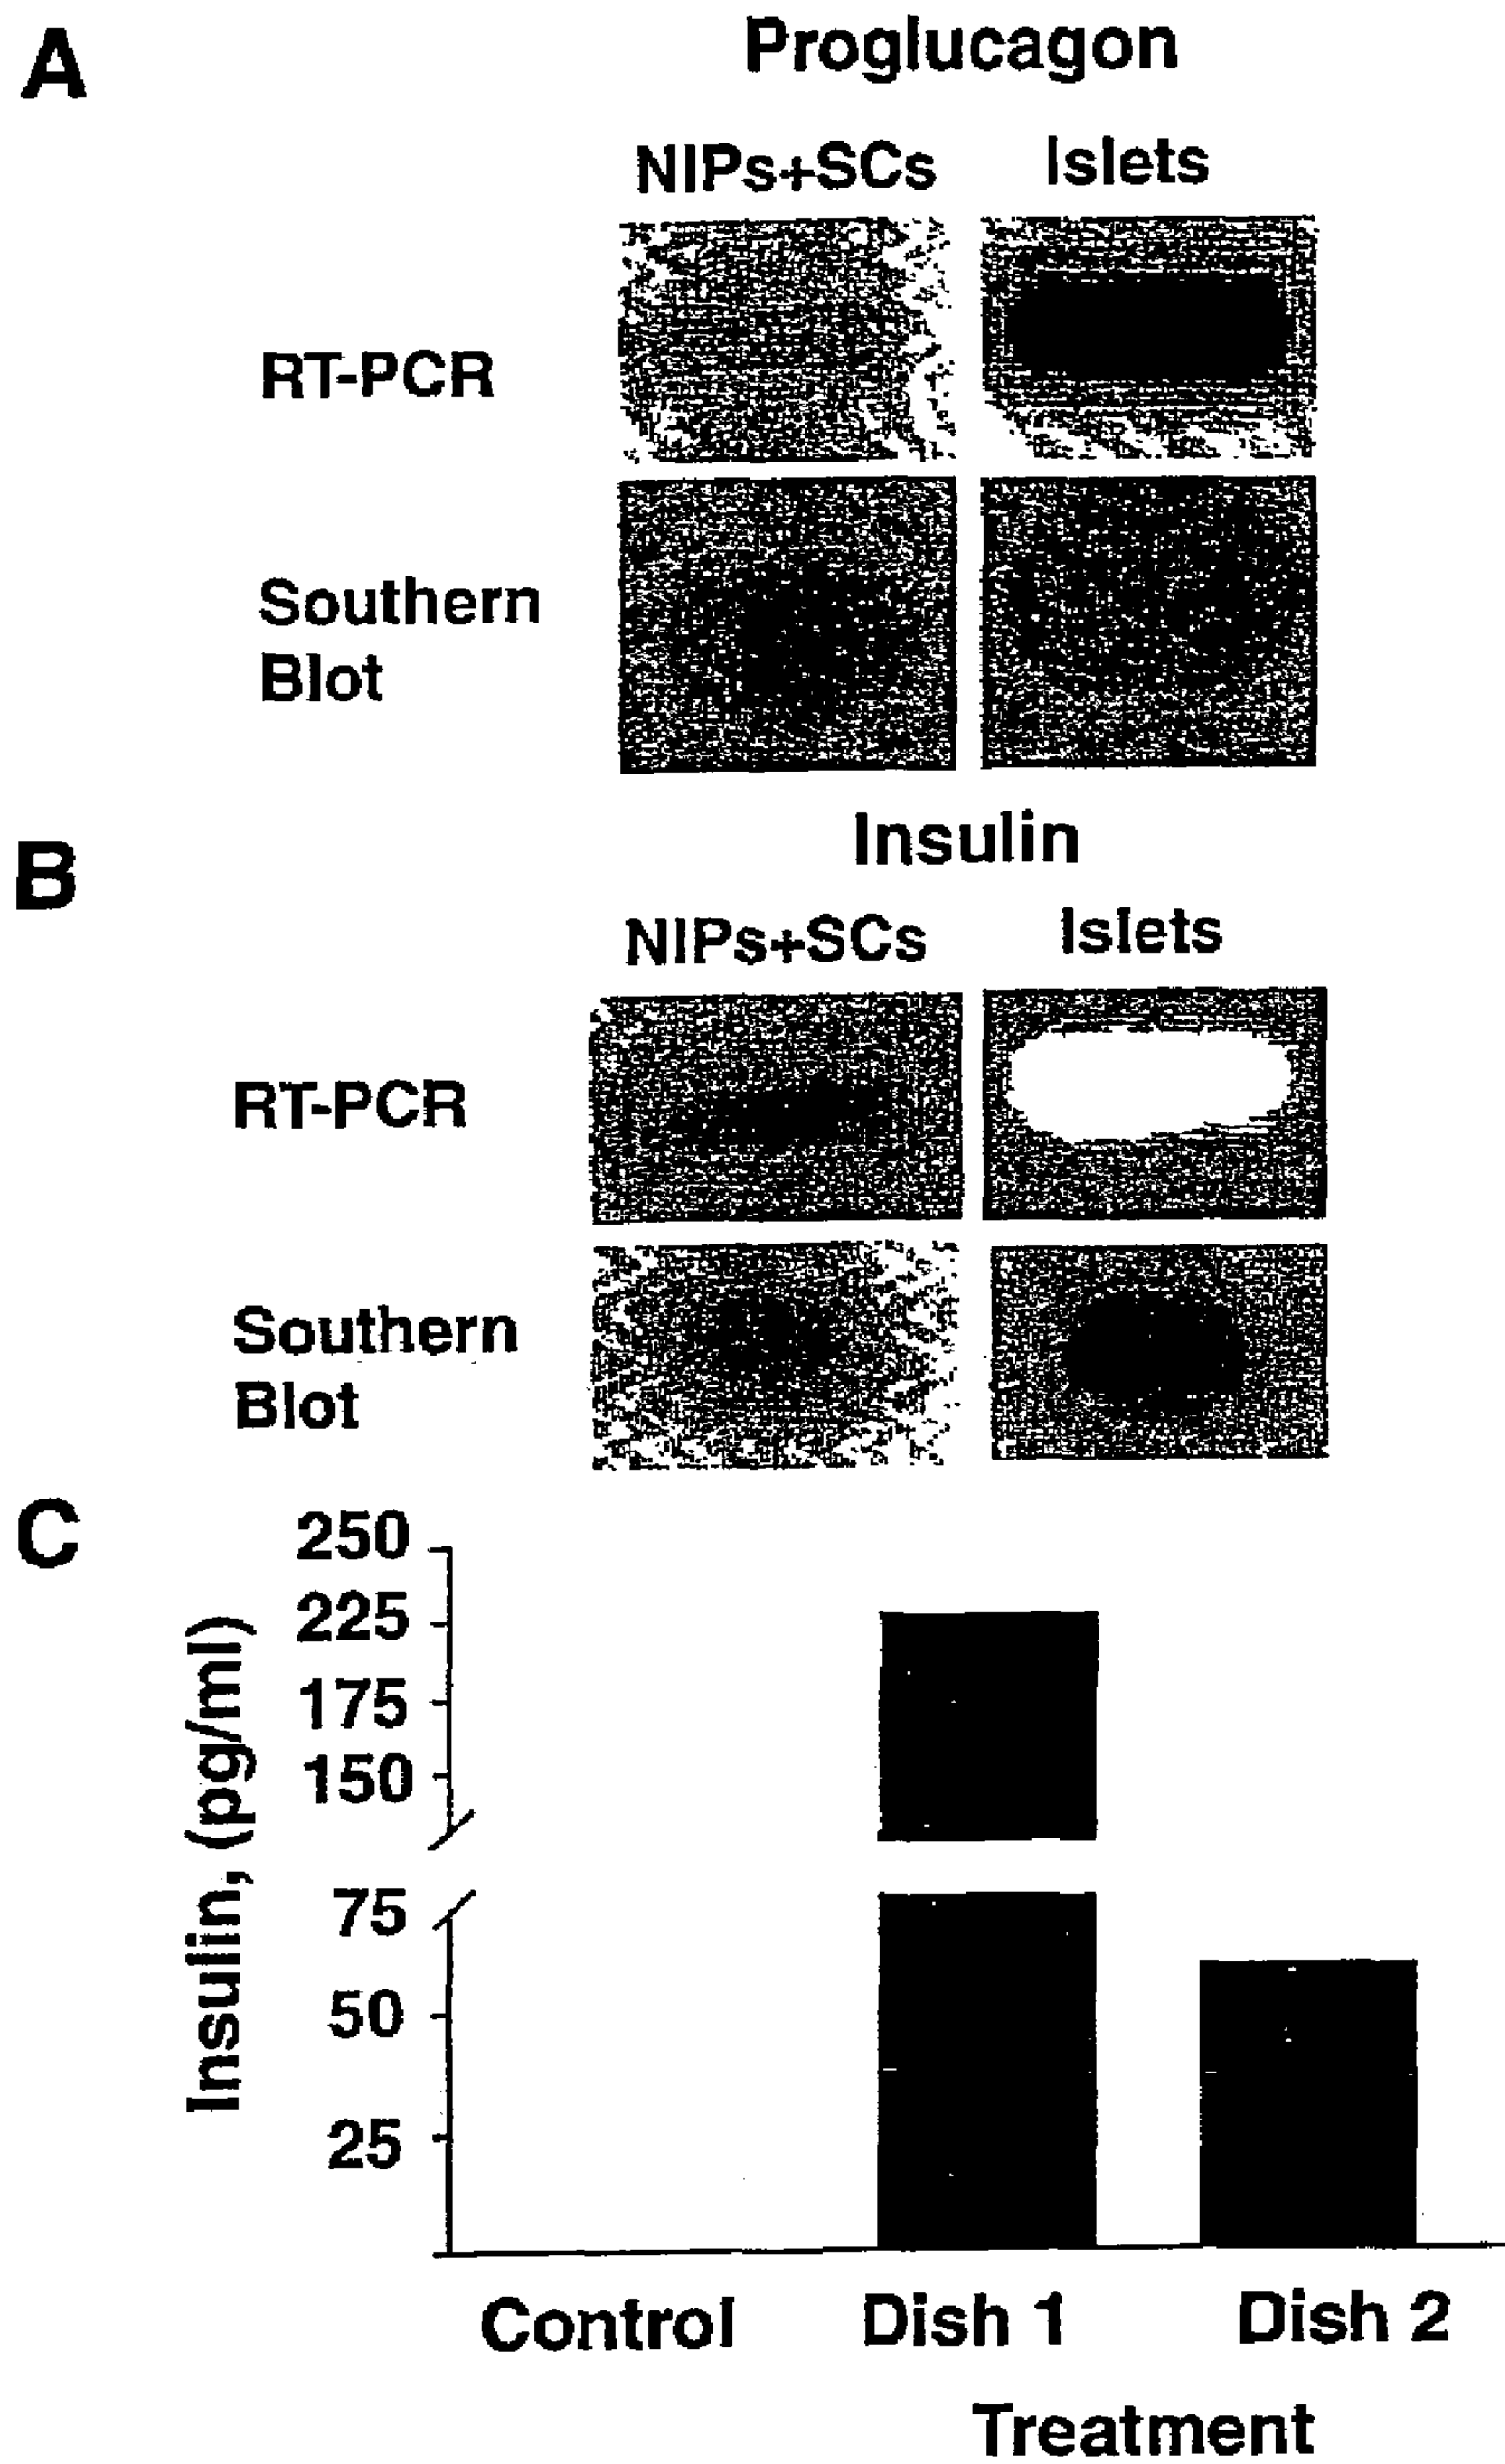 A
Proglucagon
NIPs+SCs Islets
RT-PCR
Southern
Blot
B
Insulin
NIPs+SCs Islets
RT-PCR
Southern
Blot
C
Insulin, (pg/ml)
250
225
175
150
75
50
25
Control Dish 1 Dish 2
Treatment